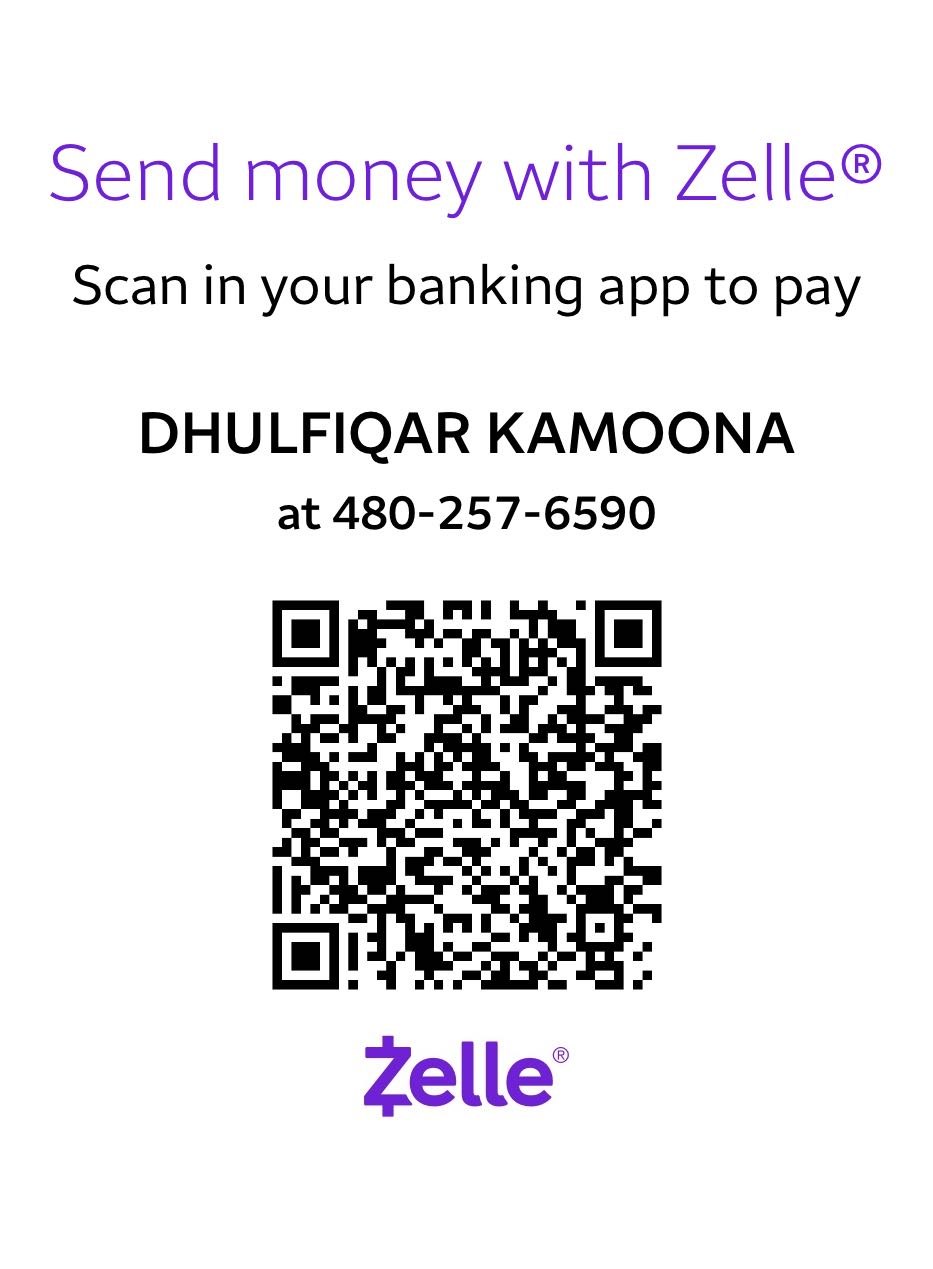 Send money with Zelle®
Scan in your banking app to pay
DHULFIQAR KAMOONA
at 480-257-6590
Zelle®